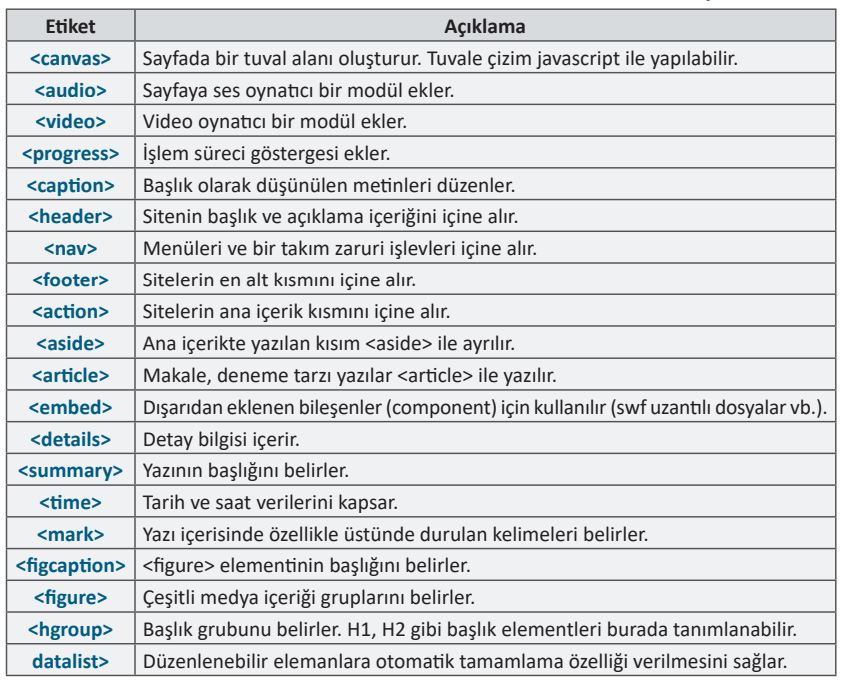 Etiket Açıklama
<canvas> Sayfada bir tuval alanı oluşturur. Tuvale çizim javascript ile yapılabilir.
<audio> Sayfaya ses oynatıcı bir modül ekler.
<video> Video oynatıcı bir modül ekler.
<progress> İşlem süreci göstergesi ekler.
<caption> Başlık olarak düşünülen metinleri düzenler.
<header> Sitenin başlık ve açıklama içeriğini içine alır.
<nav> Menüleri ve bir takım zaruri işlevleri içine alır.
<footer> Sitelerin en alt kısmını içine alır.
<action> Sitelerin ana içerik kısmını içine alır.
<aside> Ana içerikte yazılan kısım <aside> ile ayrılır.
<article> Makale, deneme tarzı yazılar <article> ile yazılır.
<embed> Dışarıdan eklenen bileşenler (component) için kullanılır (swf uzantılı dosyalar vb.).
<details> Detay bilgisi içerir.
<summary> Yazının başlığını belirler.
<time> Tarih ve saat verilerini kapsar.
<mark> Yazı içerisinde özellikle üstünde durulan kelimeleri belirler.
<figcaption> <figure> elementinin başlığını belirler.
<figure> Çeşitli medya içeriği gruplarını belirler.
<hgroup> Başlık grubunu belirler. H1, H2 gibi başlık elementleri burada tanımlanabilir.
datalist> Düzenlenebilir elemanlara otomatik tamamlama özelliği verilmesini sağlar.